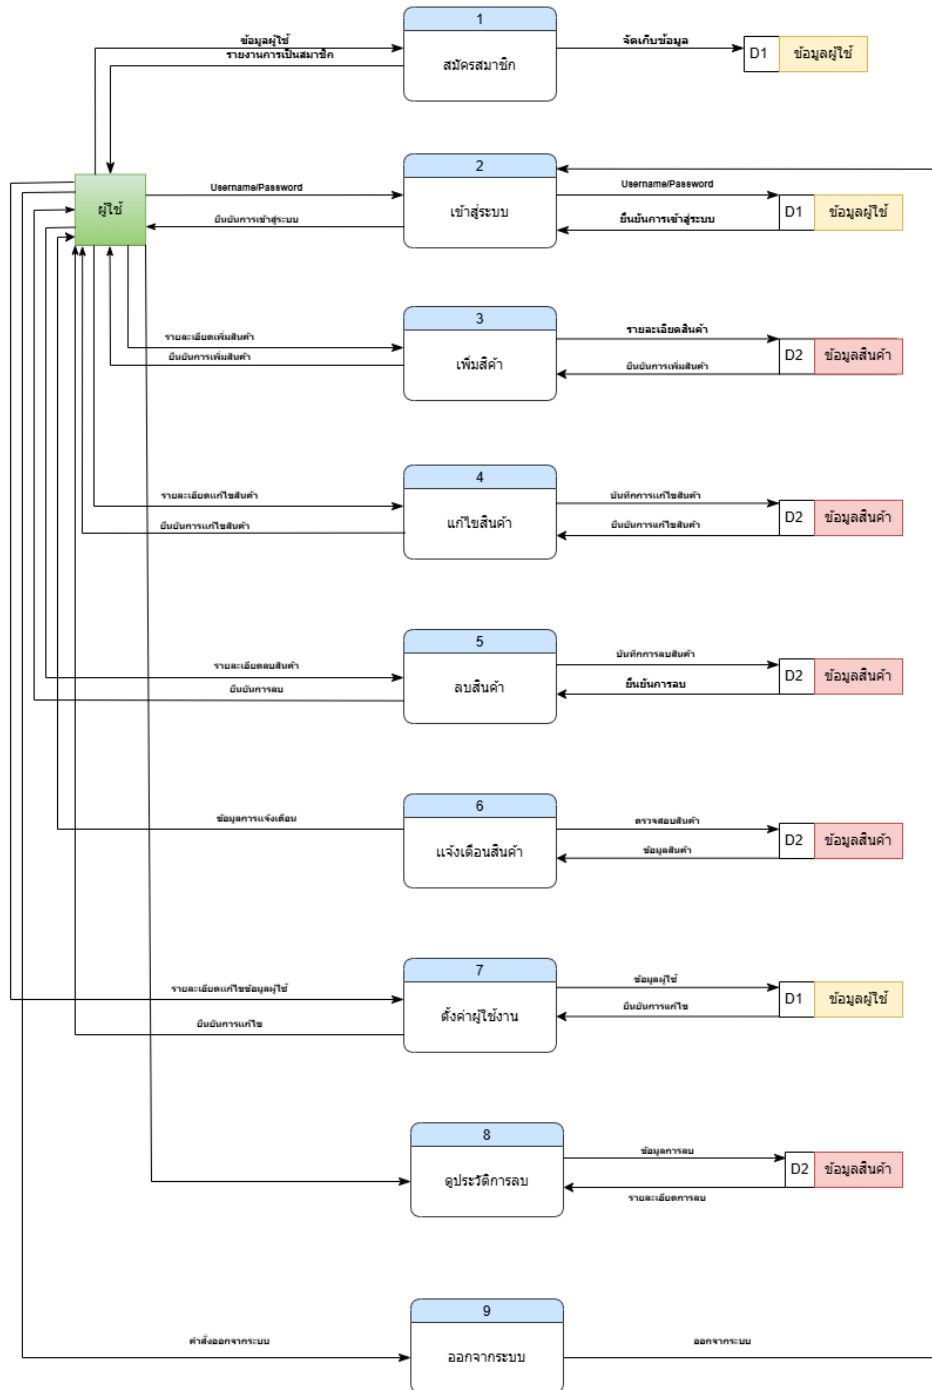 1
ข้อมูลผู้ใช้
รายงานการเป็นสมาชิก
สมัครสมาชิก
จัดเก็บข้อมูล
D1
ข้อมูลผู้ใช้
2
ผู้ใช้
Username/Password
ยืนยันการเข้าสู่ระบบ
เข้าสู่ระบบ
Username/Password
ยืนยันการเข้าสู่ระบบ
D1
ข้อมูลผู้ใช้
3
รายละเอียดเพิ่มสินค้า
ยืนยันการเพิ่มสินค้า
เพิ่มสิค้า
รายละเอียดสินค้า
ยืนยันการเพิ่มสินค้า
D2
ข้อมูลสินค้า
4
รายละเอียดแก้ไขสินค้า
ยืนยันการแก้ไขสินค้า
แก้ไขสินค้า
บันทึกการแก้ไขสินค้า
ยืนยันการแก้ไขสินค้า
D2
ข้อมูลสินค้า
5
รายละเอียดลบสินค้า
ยืนยันการลบ
ลบสินค้า
บันทึกการลบสินค้า
ยืนยันการลบ
D2
ข้อมูลสินค้า
6
ข้อมูลการแจ้งเตือน
แจ้งเตือนสินค้า
ตรวจสอบสินค้า
ข้อมูลสินค้า
D2
ข้อมูลสินค้า
7
รายละเอียดแก้ไขข้อมูลผู้ใช้
ยืนยันการแก้ไข
ตั้งค่าผู้ใช้งาน
ข้อมูลผู้ใช้
ยืนยันการแก้ไข
D1
ข้อมูลผู้ใช้
8
ดูประวัติการลบ
ข้อมูลการลบ
รายละเอียดการลบ
D2
ข้อมูลสินค้า
9
คำสั่งออกจากระบบ
ออกจากระบบ
ออกจากระบบ